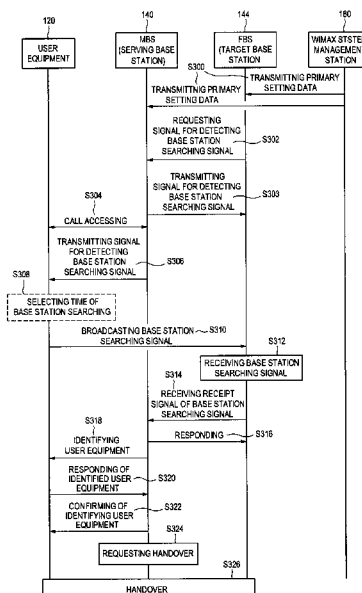 120
140
144
160
USER
EQUIPMENT
MBS
(SERVING BASE
STATION)
FBS
(TARGET BASE
STATION
WIMAX STSTEM
MANAGEMENT
STATION
S300
TRANSMITTNIG PRIMARY
SETTING DATA
TRANSMITTNIG PRIMARY
SETTING DATA
REQUESTING
SIGNAL FOR DETECTING
BASE STATION
SEARCHING SIGNAL
S302
TRANSMITTING
SIGNAL FOR DETECTING
BASE STATION
SEARCHING SIGNAL
S303
S304
CALL ACCESSING
TRANSMITTING SIGNAL
FOR DETECTING
BASE STATION
SEARCHING SIGNAL
S306
S308
SELECTING TIME OF
BASE STATION SEARCHING
BROADCASTING BASE STATION
SEARCHING SIGNAL
S310
S312
RECEIVING BASE STATION
SEARCHING SIGNAL
S314
RECEIVING RECEIPT
SIGNAL OF BASE STATION
SEARCHING SIGNAL
S318
RESPONDING
S316
IDENTIFYING
USER EQUIPMENT
RESPONDING OF
IDENTIFIED USER
EQUIPMENT
S320
CONFIRMING OF
IDENTIFYING USER
EQUIPMENT
S322
S324
REQUESTING HANDOVER
S326
HANDOVER